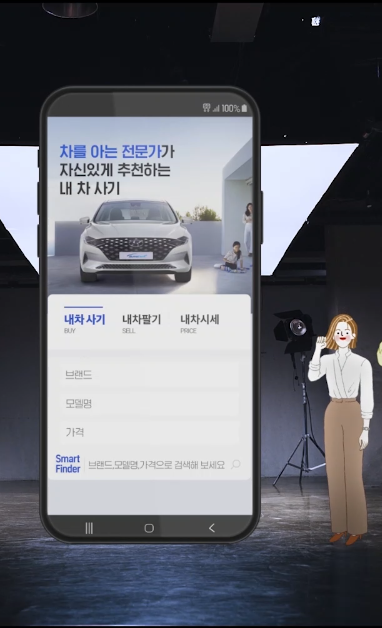 100%
차를 아는 전문가가
자신있게 추천하는
내 차 사기
내차 사기 내차팔기 내차시세
BUY SELL PRICE
브랜드
모델명
가격
Smart
Finder
브랜드,모델명,가격으로 검색해 보세요